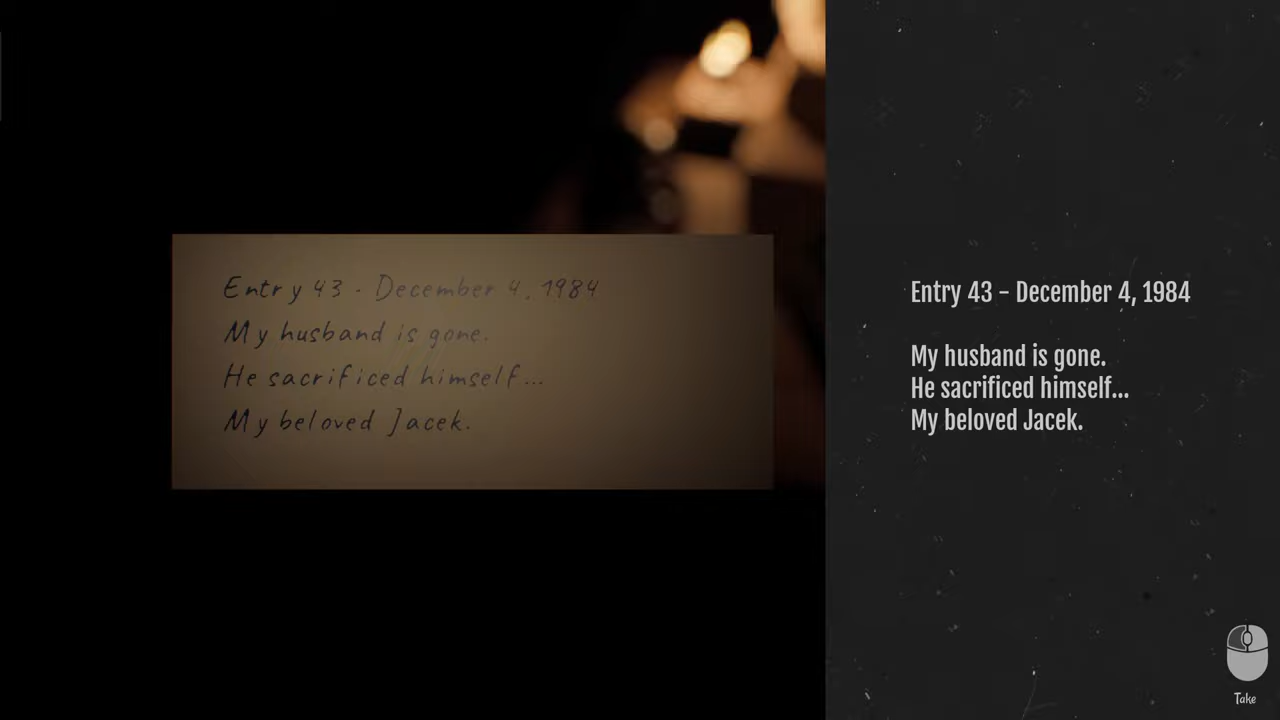 Entry 43 - December 4, 1984
My husband is gone.
He sacrificed himself...
My beloved Jacek.
Entry 43 - December 4, 1984
My husband is gone.
He sacrificed himself...
My beloved Jacek.
Take